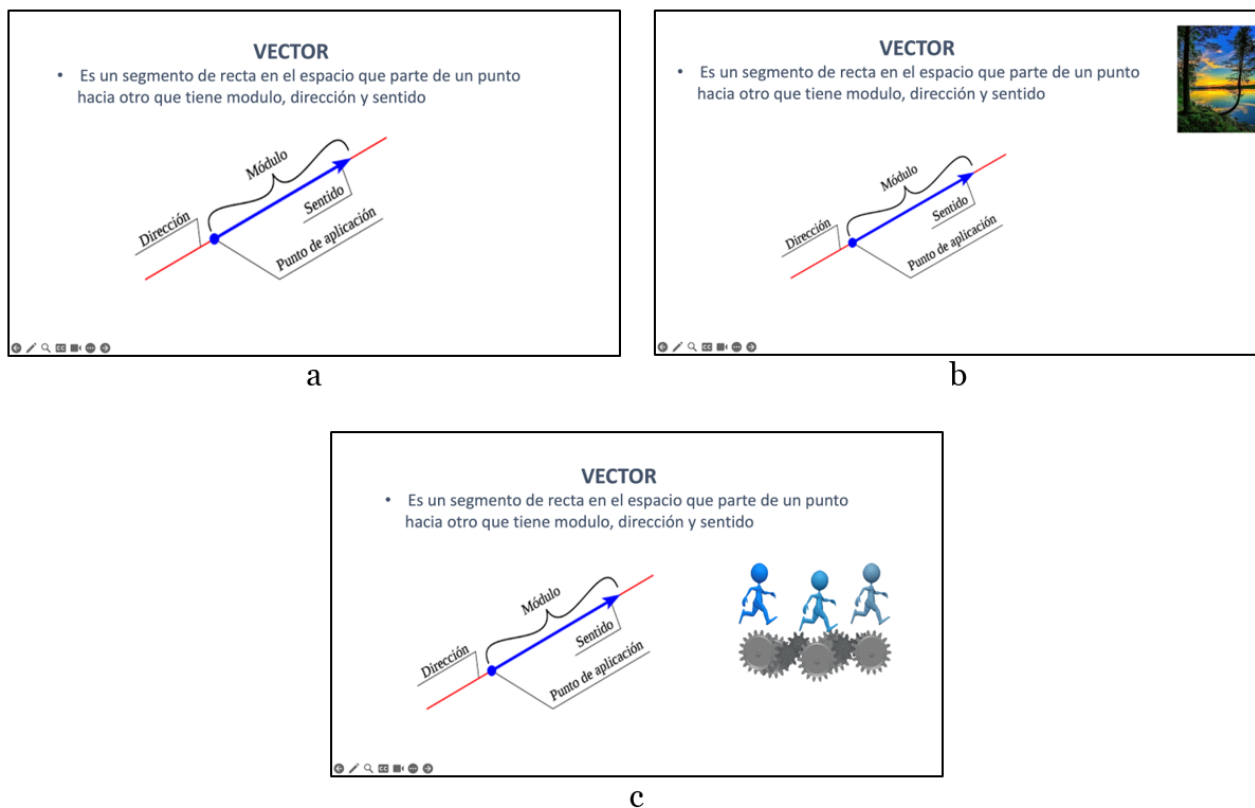 VECTOR
• Es un segmento de recta en el espacio que parte de un punto
hacia otro que tiene modulo, dirección y sentido
Módulo
Dirección
Sentido
Punto de aplicación
a
VECTOR
• Es un segmento de recta en el espacio que parte de un punto
hacia otro que tiene modulo, dirección y sentido
Módulo
Dirección
Sentido
Punto de aplicación
b
VECTOR
• Es un segmento de recta en el espacio que parte de un punto
hacia otro que tiene modulo, dirección y sentido
Módulo
Dirección
Sentido
Punto de aplicación
c